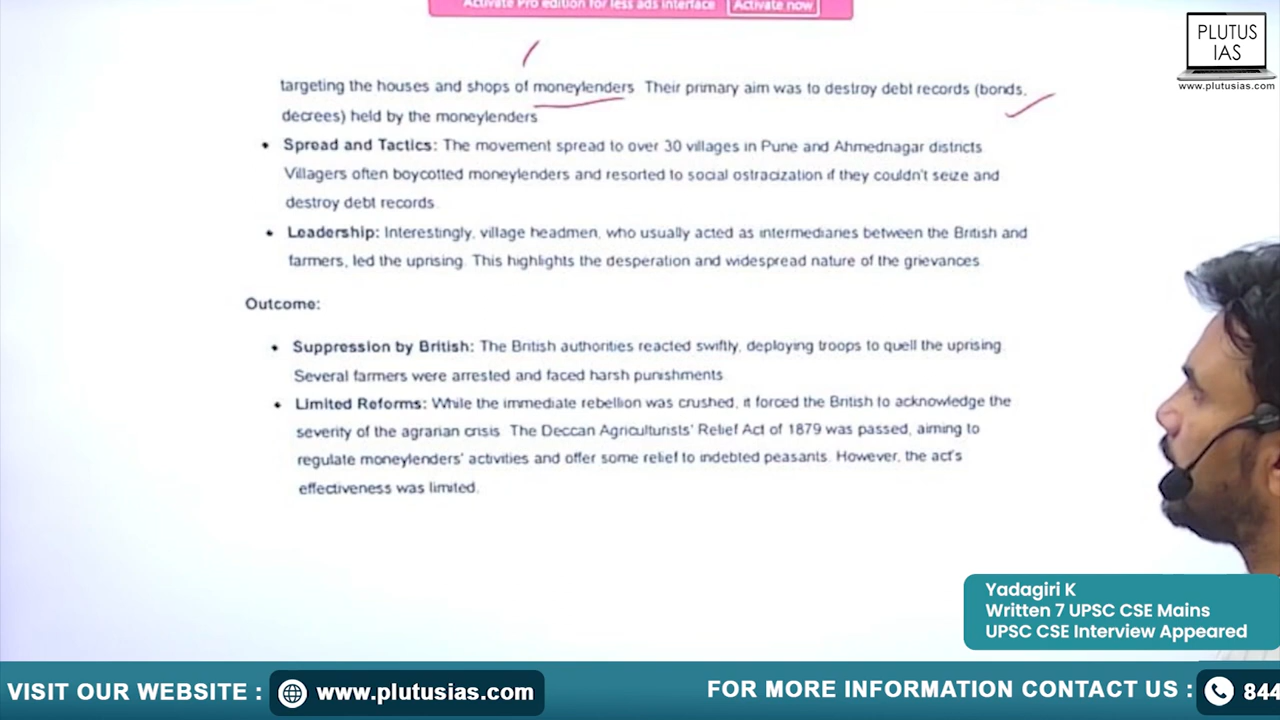 Activate Pro edition for less ads interface Activate now
PLUTUS
IAS
www.plutusias.com
targeting the houses and shops of moneylenders Their primary aim was to destroy debt records (bonds,
decrees) held by the moneylenders
• Spread and Tactics: The movement spread to over 30 villages in Pune and Ahmednagar districts
Villagers often boycotted moneylenders and resorted to social ostracization if they couldn't seize and
destroy debt records
• Leadership: Interestingly, village headmen, who usually acted as intermediaries between the British and
farmers, led the uprising. This highlights the desperation and widespread nature of the grievances
Outcome:
• Suppression by British: The British authorities reacted swiftly, deploying troops to quell the uprising.
Several farmers were arrested and faced harsh punishments
• Limited Reforms: While the immediate rebellion was crushed, it forced the British to acknowledge the
severity of the agrarian crisis The Deccan Agriculturists' Relief Act of 1879 was passed, aiming to
regulate moneylenders' activities and offer some relief to indebted peasants. However, the act's
effectiveness was limited.
Yadagiri K
Written 7 UPSC CSE Mains
UPSC CSE Interview Appeared
VISIT OUR WEBSITE : www.plutusias.com
FOR MORE INFORMATION CONTACT US : 844